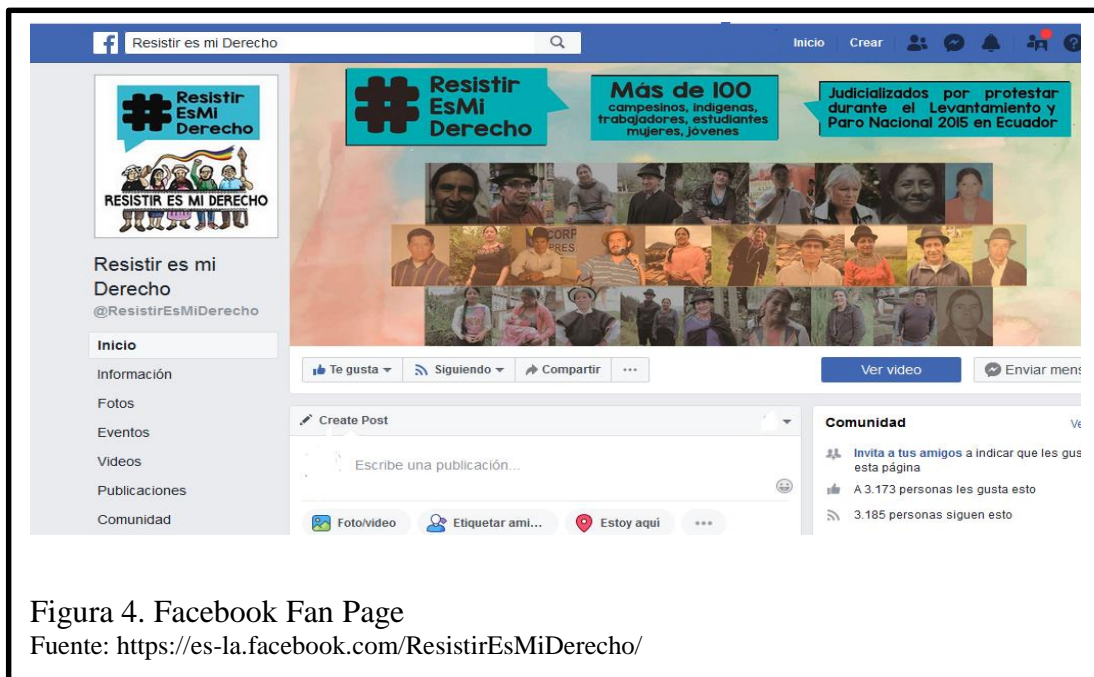 Resistir es mi Derecho
Inicio Crear
Resistir
EsMi
Derecho
RESISTIR ES MI DERECHO
# Resistir
EsMi
Derecho
Más de 100
campesinos, indigenas,
trabajadores, estudiantes
mujeres, jóvenes
Judicializados por protestar
durante el Levantamiento y
Paro Nacional 2015 en Ecuador
CORP
PRES
Resistir es mi
Derecho
@ResistirEsMiDerecho
Inicio
Información
Fotos
Eventos
Videos
Publicaciones
Comunidad
Te gusta Siguiendo Compartir ...
Ver video Enviar mens
Create Post
Escribe una publicación...
Foto/video Etiquetar ami... Estoy aquí ...
Comunidad Ve
Invita a tus amigos a indicar que les gus
esta página
A 3.173 personas les gusta esto
3.185 personas siguen esto
Figura 4. Facebook Fan Page
Fuente: https://es-la.facebook.com/ResistirEsMiDerecho/